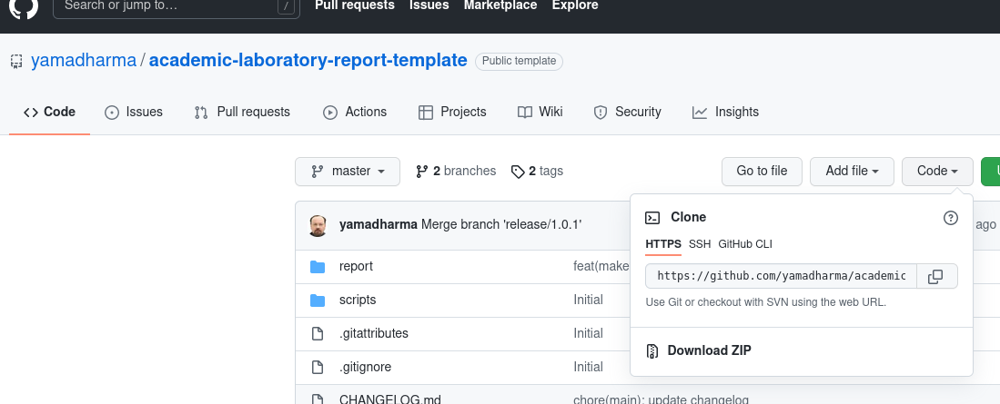 Search or jump to… /
Pull requests Issues Marketplace Explore
yamadharma / academic-laboratory-report-template Public template
Code Issues Pull requests Actions Projects Wiki Security Insights
master 2 branches 2 tags Go to file Add file Code
yamadharma Merge branch 'release/1.0.1' ago
Clone
HTTPS SSH GitHub CLI
https://github.com/yamadharma/academic
Use Git or checkout with SVN using the web URL.
Download ZIP
report feat(make
scripts Initial
.gitattributes Initial
.gitignore Initial
CHANGELOG.md chore(main): update changelog